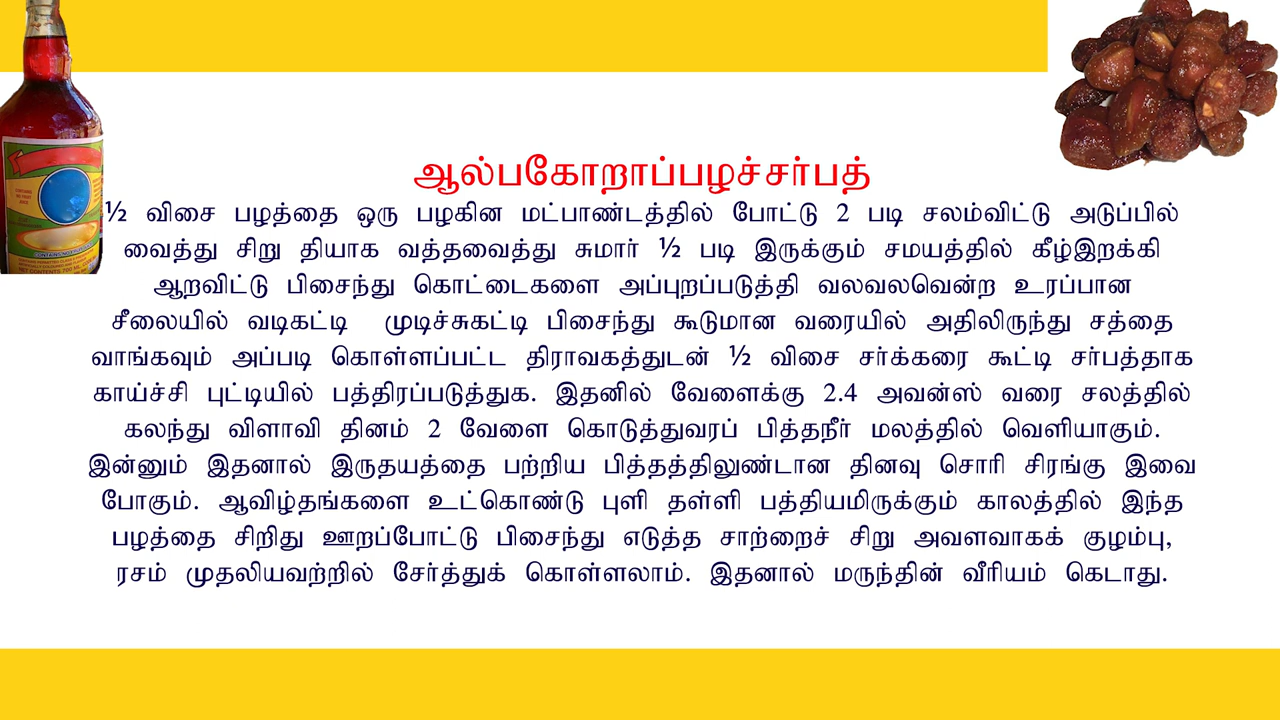 ஆல்பகோறாப்பழச்சர்பத்
½ விசை பழத்தை ஒரு பழகின மட்பாண்டத்தில் போட்டு 2 படி சலம்விட்டு அடுப்பில்
வைத்து சிறு தியாக வத்தவைத்து சுமார் ½ படி இருக்கும் சமயத்தில் கீழ்இறக்கி
ஆறவிட்டு பிசைந்து கொட்டைகளை அப்புறப்படுத்தி வலவலவென்ற உரப்பான
சீலையில் வடிகட்டி முடிச்சுகட்டி பிசைந்து கூடுமான வரையில் அதிலிருந்து சத்தை
வாங்கவும் அப்படி கொள்ளப்பட்ட திராவகத்துடன் ½ விசை சர்க்கரை கூட்டி சர்பத்தாக
காய்ச்சி புட்டியில் பத்திரப்படுத்துக. இதனில் வேளைக்கு 2.4 அவன்ஸ் வரை சலத்தில்
கலந்து விளாவி தினம் 2 வேளை கொடுத்துவரப் பித்தநீர் மலத்தில் வெளியாகும்.
இன்னும் இதனால் இருதயத்தை பற்றிய பித்தத்திலுண்டான தினவு சொரி சிரங்கு இவை
போகும். ஆவிழ்தங்களை உட்கொண்டு புளி தள்ளி பத்தியமிருக்கும் காலத்தில் இந்த
பழத்தை சிறிது ஊறப்போட்டு பிசைந்து எடுத்த சாற்றைச் சிறு அவளவாகக் குழம்பு,
ரசம் முதலியவற்றில் சேர்த்துக் கொள்ளலாம். இதனால் மருந்தின் வீரியம் கெடாது.